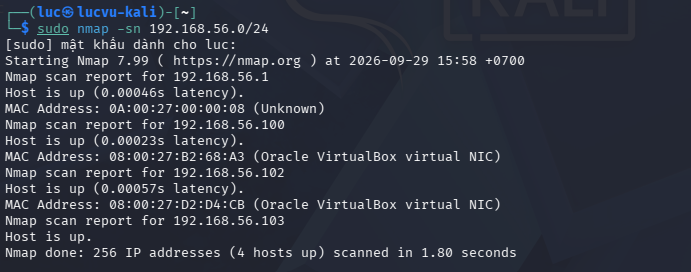 ┌──(luc㉿lucvu-kali)-[~]
└─$ sudo nmap -sn 192.168.56.0/24
[sudo] mật khẩu dành cho luc:
Starting Nmap 7.99 ( https://nmap.org ) at 2026-09-29 15:58 +0700
Nmap scan report for 192.168.56.1
Host is up (0.00046s latency).
MAC Address: 0A:00:27:00:00:08 (Unknown)
Nmap scan report for 192.168.56.100
Host is up (0.00023s latency).
MAC Address: 08:00:27:B2:68:A3 (Oracle VirtualBox virtual NIC)
Nmap scan report for 192.168.56.102
Host is up (0.00057s latency).
MAC Address: 08:00:27:D2:D4:CB (Oracle VirtualBox virtual NIC)
Nmap scan report for 192.168.56.103
Host is up.
Nmap done: 256 IP addresses (4 hosts up) scanned in 1.80 seconds
KALI